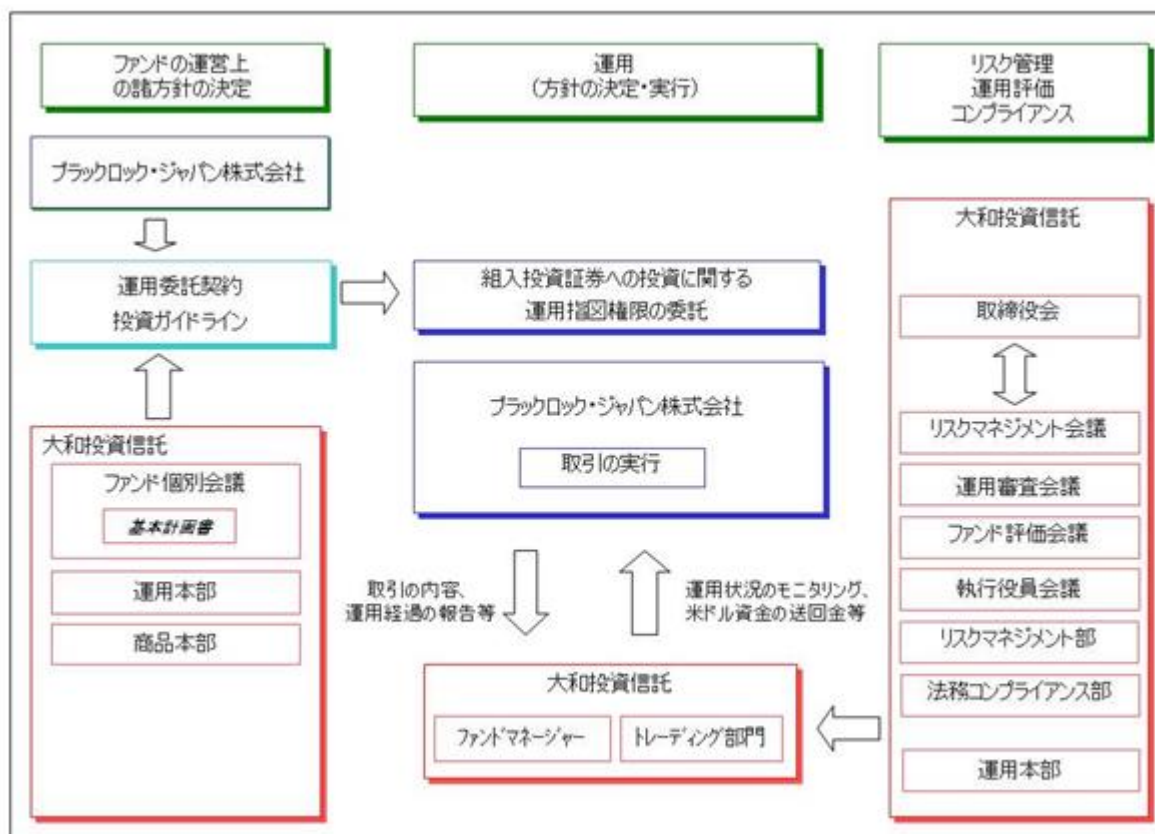 ファンドの運営上
の諸方針の決定
運用
(方針の決定・実行)
リスク管理
運用評価
コンプライアンス
ブラックロック・ジャパン株式会社
運用委託契約
投資ガイドライン
組入投資証券への投資に関する
運用指図権限の委託
ブラックロック・ジャパン株式会社
取引の実行
大和投資信託
ファンド個別会議
基本計画書
運用本部
商品本部
取引の内容、
運用経過の報告等
運用状況のモニタリング、
米ドル資金の送回金等
大和投資信託
ファンドマネージャー
トレーディング部門
大和投資信託
取締役会
リスクマネジメント会議
運用審査会議
ファンド評価会議
執行役員会議
リスクマネジメント部
法務コンプライアンス部
運用本部